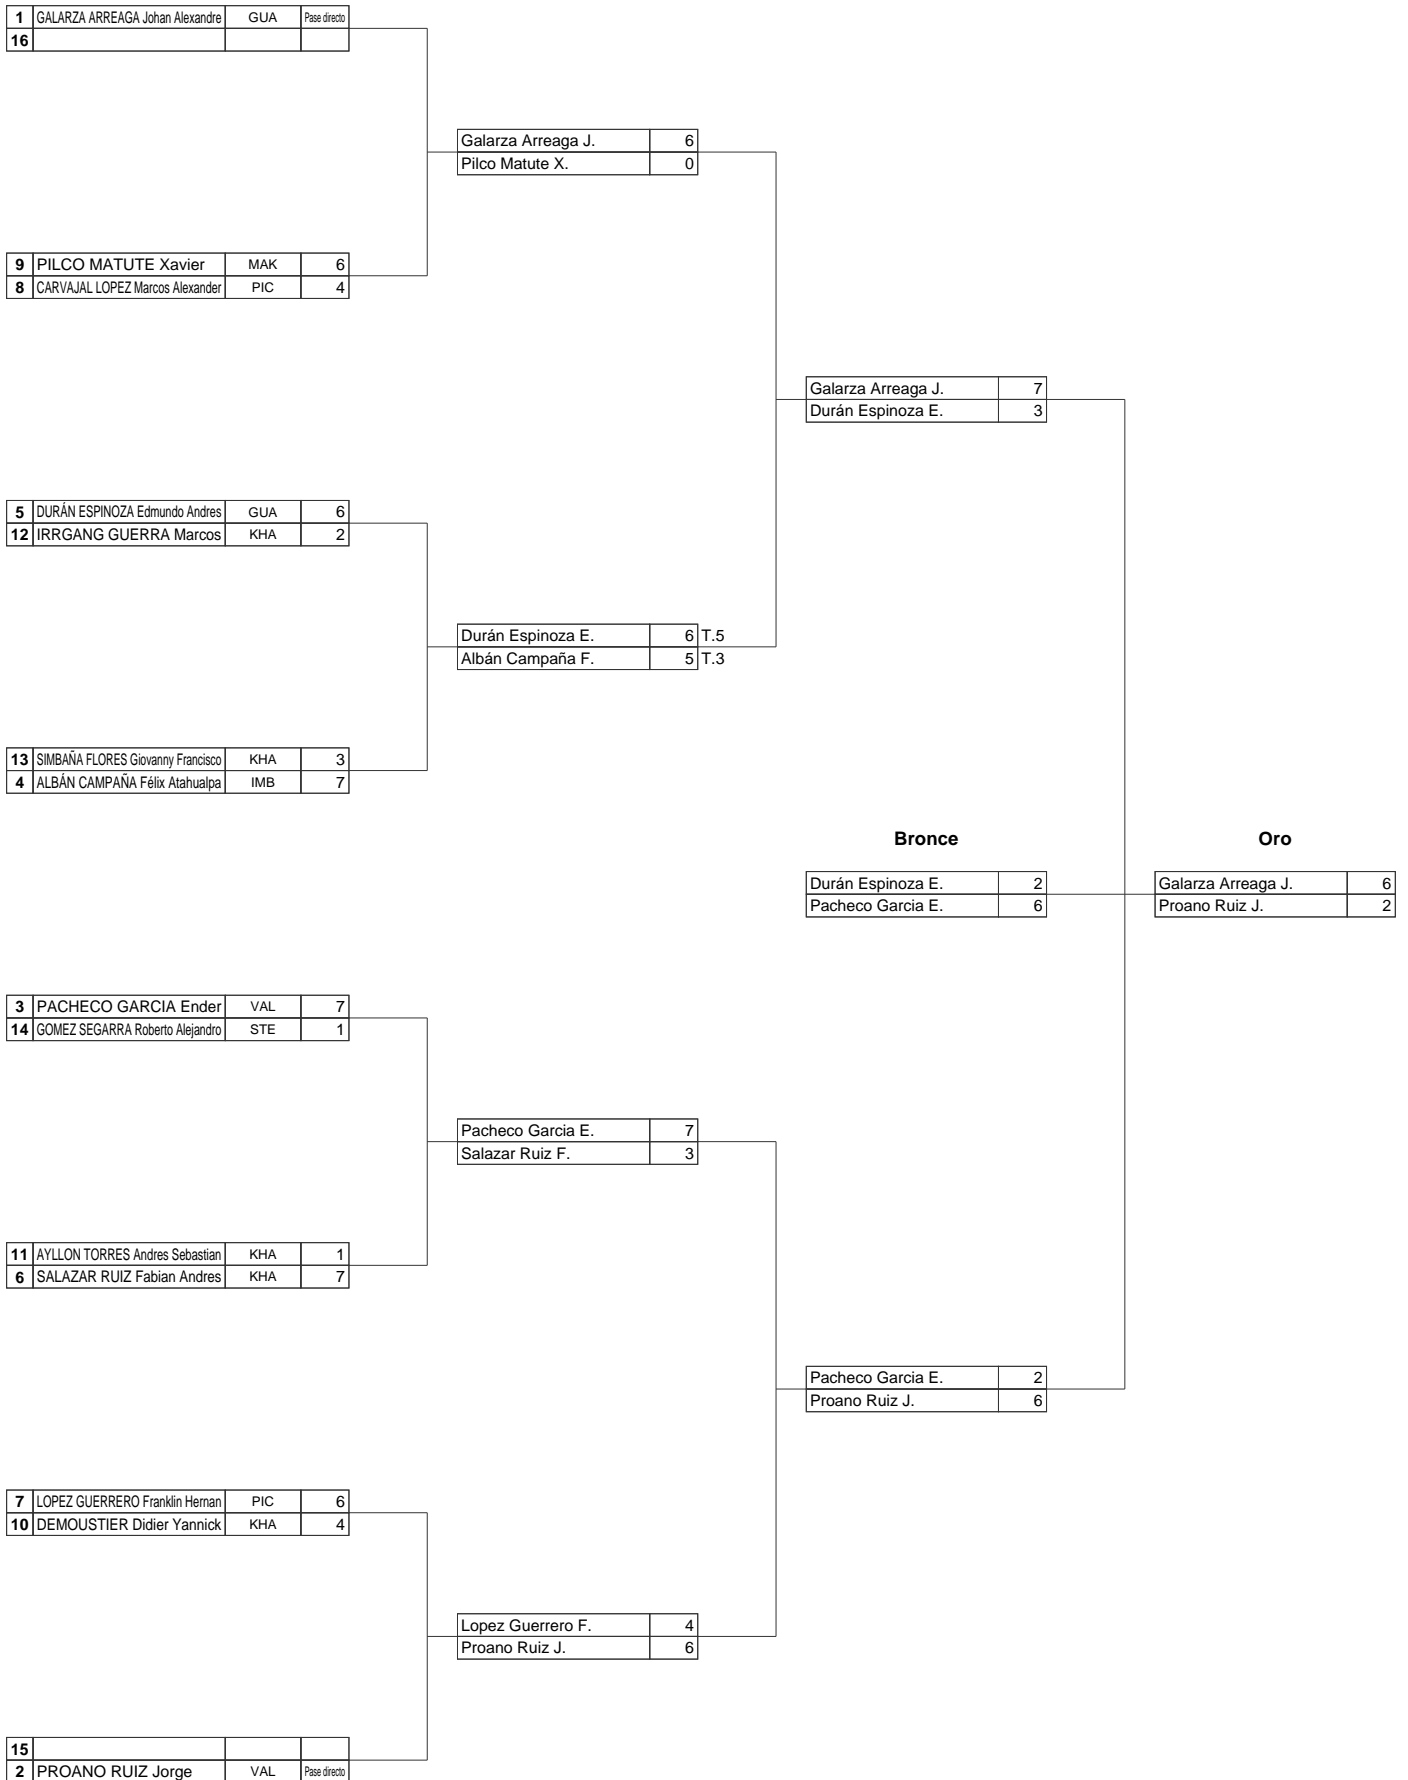 1 GALARZA ARREAGA Johan Alexandre GUA Pase directo
16
Galarza Arreaga J. 6
Pilco Matute X. 0
9 PILCO MATUTE Xavier MAK 6
8 CARVAJAL LOPEZ Marcos Alexander PIC 4
Galarza Arreaga J. 7
Durán Espinoza E. 3
5 DURÁN ESPINOZA Edmundo Andres GUA 6
12 IRRGANG GUERRA Marcos KHA 2
Durán Espinoza E. 6 T.5
Albán Campaña F. 5 T.3
13 SIMBAÑA FLORES Giovanny Francisco KHA 3
4 ALBÁN CAMPAÑA Félix Atahualpa IMB 7
Bronce Oro
Durán Espinoza E. 2 Galarza Arreaga J. 6
Pacheco Garcia E. 6 Proano Ruiz J. 2
3 PACHECO GARCIA Ender VAL 7
14 GOMEZ SEGARRA Roberto Alejandro STE 1
Pacheco Garcia E. 7
Salazar Ruiz F. 3
11 AYLLON TORRES Andres Sebastian KHA 1
6 SALAZAR RUIZ Fabian Andres KHA 7
Pacheco Garcia E. 2
Proano Ruiz J. 6
7 LOPEZ GUERRERO Franklin Hernan PIC 6
10 DEMOUSTIER Didier Yannick KHA 4
Lopez Guerrero F. 4
Proano Ruiz J. 6
15
2 PROANO RUIZ Jorge VAL Pase directo